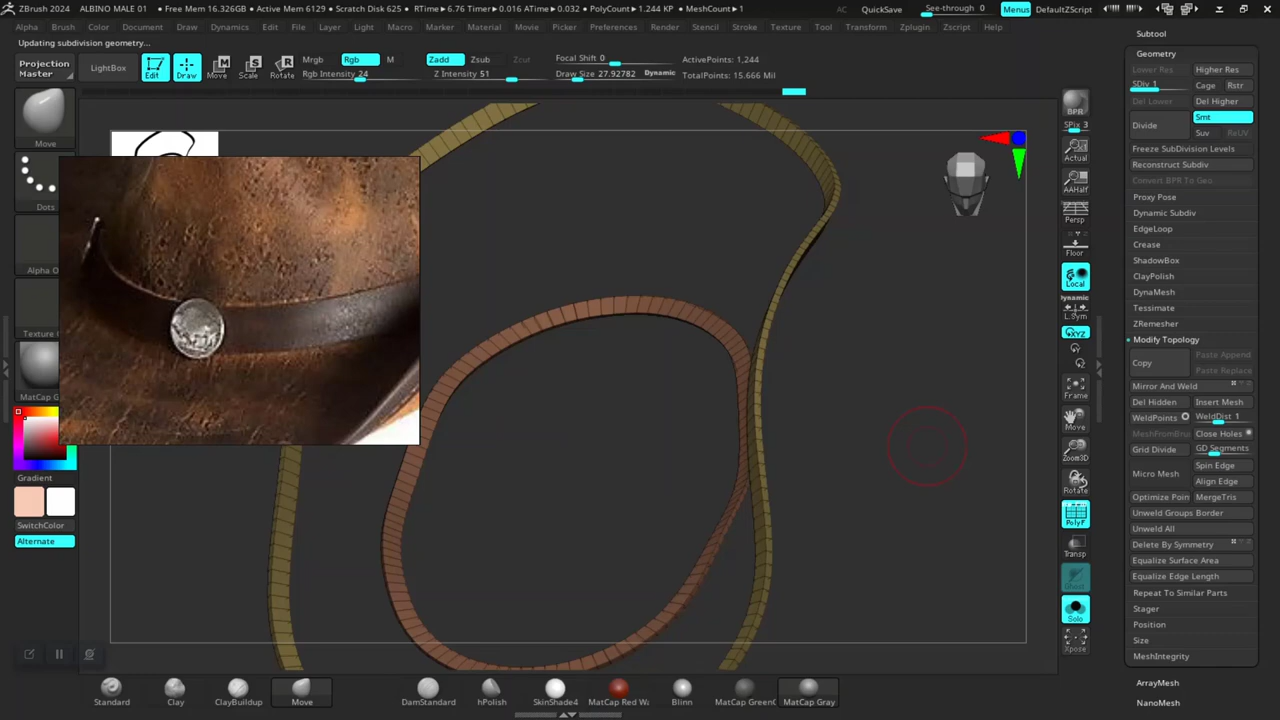 ZBrush 2024 ALBINO MALE 01 • Free Mem 16.326GB • Active Mem 6129 • Scratch Disk 625 • RTime▸ 6.76 Timer▸ 0.016 ATime▸ 0.032 • PolyCount▸ 1.244 KP • MeshCount▸ 1 AC QuickSave See-through 0 Menus DefaultZScript
Alpha Brush Color Document Draw Dynamics Edit File Layer Light Macro Marker Material Movie Picker Preferences Render Stencil Stroke Texture Tool Transform Zplugin Zscript Help
Updating subdivision geometry...
Projection Master
LightBox
Edit
Draw
Move
Scale
Rotate
Mrgb Rgb M
Rgb Intensity 24
Zadd Zsub Zcut
Z Intensity 51
Focal Shift 0
Draw Size 27.92782 Dynamic
ActivePoints: 1,244
TotalPoints: 15.666 Mil
Move
Dots
Alpha O
Texture
MatCap G
Gradient
SwitchColor
Alternate
BPR
SPix 3
Actual
AAHalf
Persp
Floor
Local
Dynamic
L.Sym
XYZ
Frame
Move
Zoom3D
Rotate
PolyF
Transp
Ghost
Solo
Xpose
Subtool
Geometry
Lower Res Higher Res
SDiv 1 Cage Rstr
Del Lower Del Higher
Divide Smt
Suv ReUV
Freeze SubDivision Levels
Reconstruct Subdiv
Convert BPR To Geo
Proxy Pose
Dynamic Subdiv
EdgeLoop
Crease
ShadowBox
ClayPolish
DynaMesh
Tessimate
ZRemesher
Modify Topology
Copy Paste Append
Paste Replace
Mirror And Weld
Del Hidden Insert Mesh
WeldPoints WeldDist 1
MeshFromBru Close Holes
Grid Divide GD Segments
Micro Mesh Spin Edge
Align Edge
Optimize Poin MergeTris
Unweld Groups Border
Unweld All
Delete By Symmetry
Equalize Surface Area
Equalize Edge Length
Repeat To Similar Parts
Stager
Position
Size
MeshIntegrity
ArrayMesh
NanoMesh
Standard Clay ClayBuildup Move DamStandard hPolish SkinShade4 MatCap Red Wa Blinn MatCap GreenC MatCap Gray